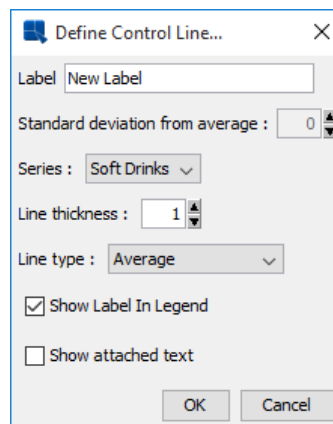 Define Control Line...
Label New Label
Standard deviation from average : 0
Series : Soft Drinks
Line thickness : 1
Line type : Average
Show Label In Legend
Show attached text
OK Cancel